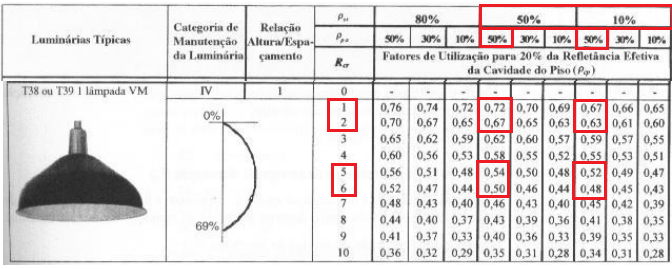 Luminárias Típicas
Categoria de
Manutenção
da Luminária
Relação
Altura/Espa-
çamento
ρct 80% 50% 10%
ρpa 50% 30% 10% 50% 30% 10% 50% 30% 10%
Rcr
Fatores de Utilização para 20% da Refletância Efetiva
da Cavidade do Piso (ρcp)
T38 ou T39 1 lâmpada VM IV 1 0 - - - - - - - - -
1 0,76 0,74 0,72 0,72 0,70 0,69 0,67 0,66 0,65
2 0,70 0,67 0,65 0,67 0,65 0,63 0,63 0,61 0,60
3 0,65 0,62 0,59 0,62 0,60 0,57 0,59 0,57 0,55
4 0,60 0,56 0,53 0,58 0,55 0,52 0,55 0,53 0,51
5 0,56 0,51 0,48 0,54 0,50 0,48 0,52 0,49 0,47
6 0,52 0,47 0,44 0,50 0,46 0,44 0,48 0,45 0,43
7 0,48 0,43 0,40 0,46 0,43 0,40 0,45 0,42 0,39
8 0,44 0,40 0,37 0,43 0,39 0,36 0,41 0,38 0,35
9 0,41 0,37 0,33 0,40 0,36 0,33 0,39 0,35 0,33
10 0,36 0,32 0,29 0,35 0,31 0,28 0,34 0,31 0,28
0%
69%